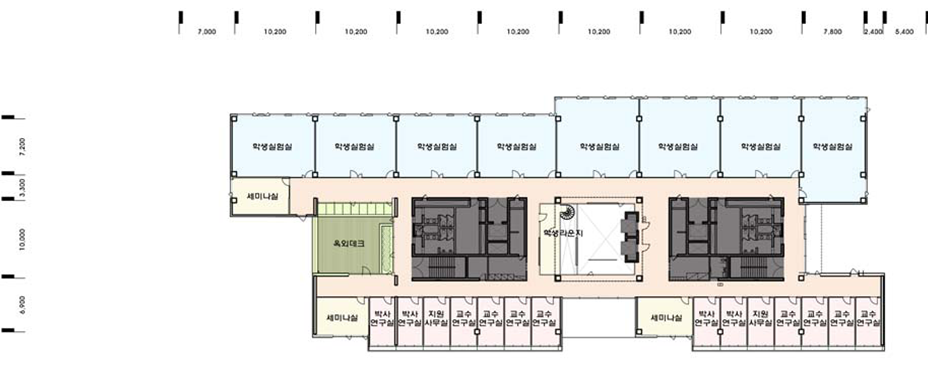 7,000 10,200 10,200 10,200 10,200 10,200 10,200 10,200 7,800 2,400 5,400
7,200
3,300
10,000
6,900
학생실험실 학생실험실 학생실험실 학생실험실 학생실험실 학생실험실 학생실험실 학생실험실
세미나실
옥외데크
학생라운지
세미나실
박사
연구실
박사
연구실
지원
사무실
교수
연구실
교수
연구실
교수
연구실
교수
연구실
세미나실
박사
연구실
박사
연구실
지원
사무실
교수
연구실
교수
연구실
교수
연구실
교수
연구실